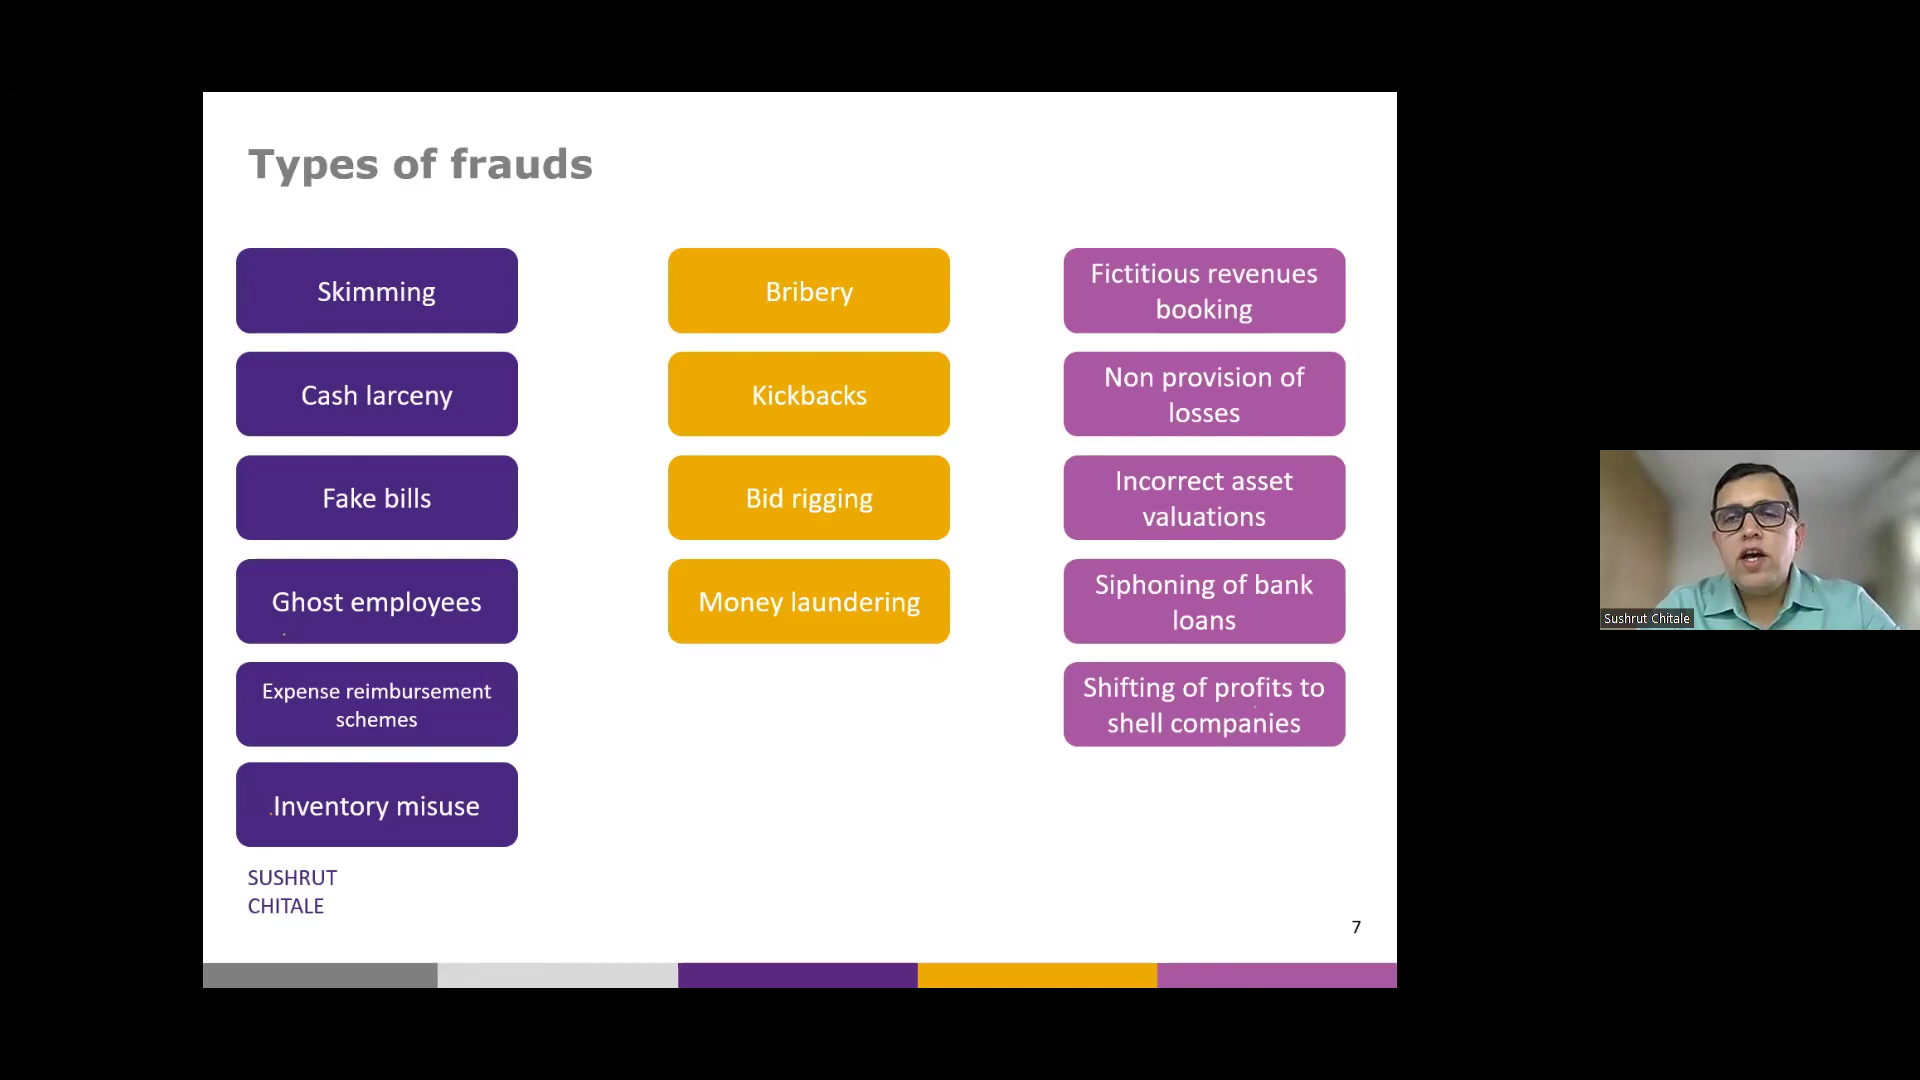 Types of frauds
Skimming
Cash larceny
Fake bills
Ghost employees
Expense reimbursement
schemes
Inventory misuse
Bribery
Kickbacks
Bid rigging
Money laundering
Fictitious revenues
booking
Non provision of
losses
Incorrect asset
valuations
Siphoning of bank
loans
Shifting of profits to
shell companies
SUSHRUT
CHITALE
7
Sushrut Chitale